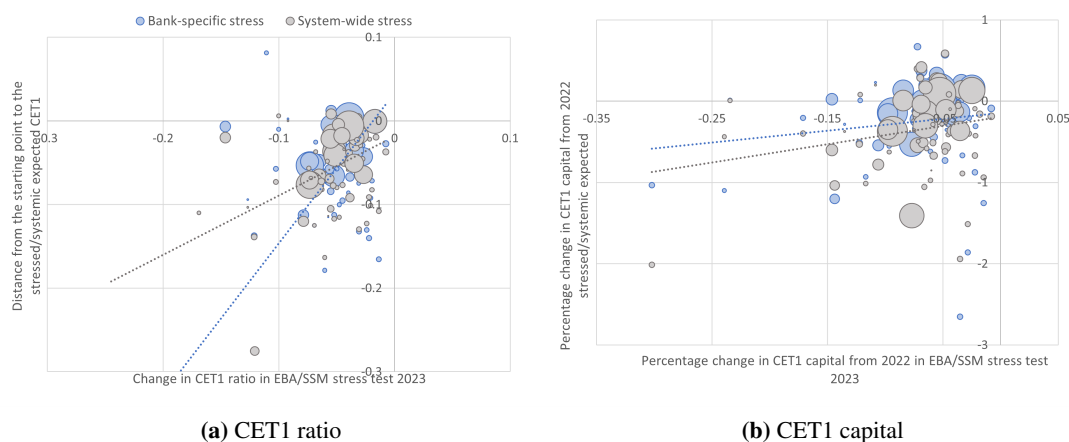 Bank-specific stress System-wide stress
Distance from the starting point to the
stressed/systemic expected CET1
0.1
-0.3 -0.2 -0.1 0 0.1
0
-0.1
-0.2
-0.3
Change in CET1 ratio in EBA/SSM stress test 2023
(a) CET1 ratio
Percentage change in CET1 capital from 2022
stressed/systemic expected
1
0
-0.35 -0.25 -0.15 -0.05 0.05
-1
-2
-3
Percentage change in CET1 capital from 2022 in EBA/SSM stress test
2023
(b) CET1 capital